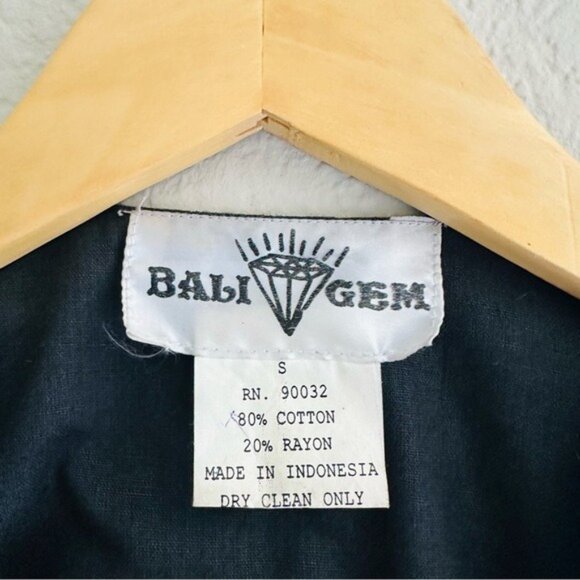 BALI GEM
S
RN. 90032
80% COTTON
20% RAYON
MADE IN INDONESIA
DRY CLEAN ONLY